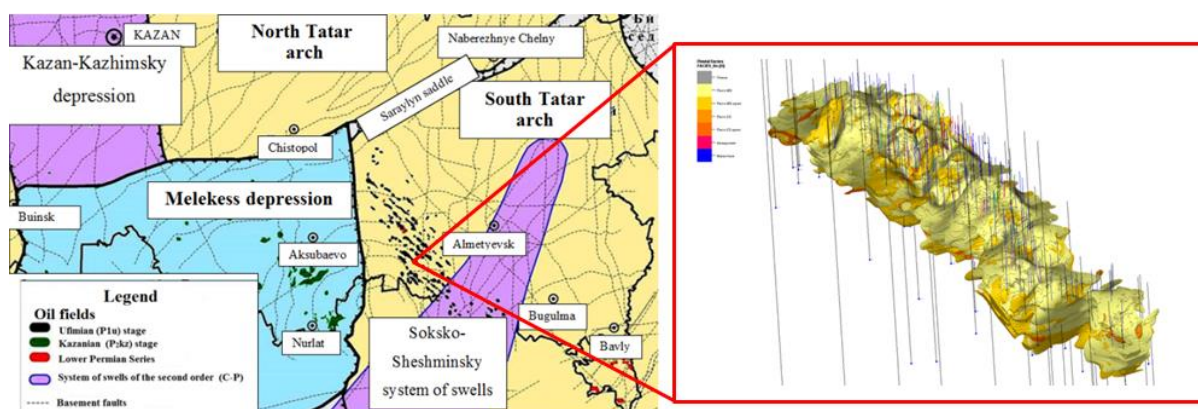 KAZAN
Kazan-Kazhimsky
depression
North Tatar
arch
Naberezhnye Chelny
Saraylyn saddle
South Tatar
arch
Chistopol
Melekess depression
Buinsk
Aksubaevo
Almetyevsk
Nurlat
Bugulma
Bavly
Soksko-
Sheshminsky
system of swells
Legend
Oil fields
Ufimian (P1u) stage
Kazanian (P2kz) stage
Lower Permian Series
System of swells of the second order (C-P)
Basement faults